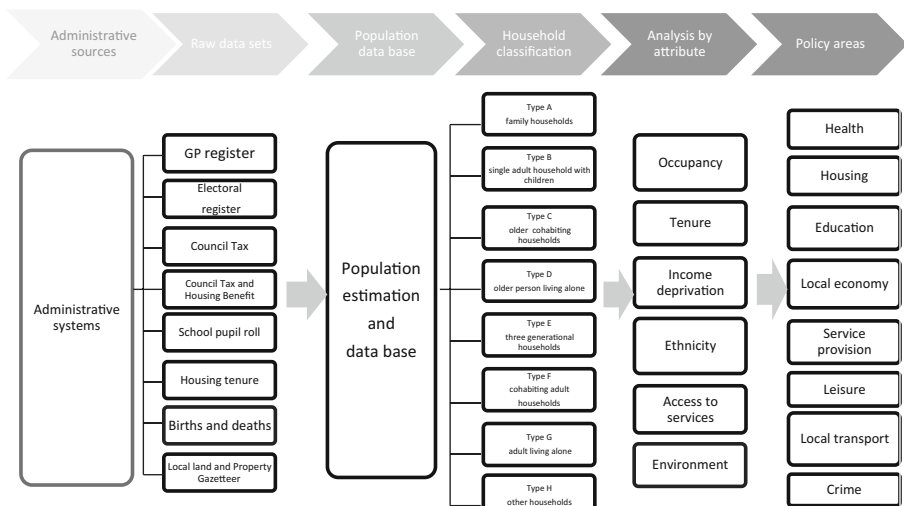 Administrative
sources
Raw data sets
Population
data base
Household
classification
Analysis by
attribute
Policy areas
Administrative
systems
GP register
Electoral
register
Council Tax
Council Tax and
Housing Benefit
School pupil roll
Housing tenure
Births and deaths
Local land and Property
Gazetteer
Population
estimation
and
data base
Type A
family households
Type B
single adult household with
children
Type C
older cohabiting
households
Type D
older person living alone
Type E
three generational
households
Type F
cohabiting adult
households
Type G
adult living alone
Type H
other households
Occupancy
Tenure
Income
deprivation
Ethnicity
Access to
services
Environment
Health
Housing
Education
Local economy
Service
provision
Leisure
Local transport
Crime